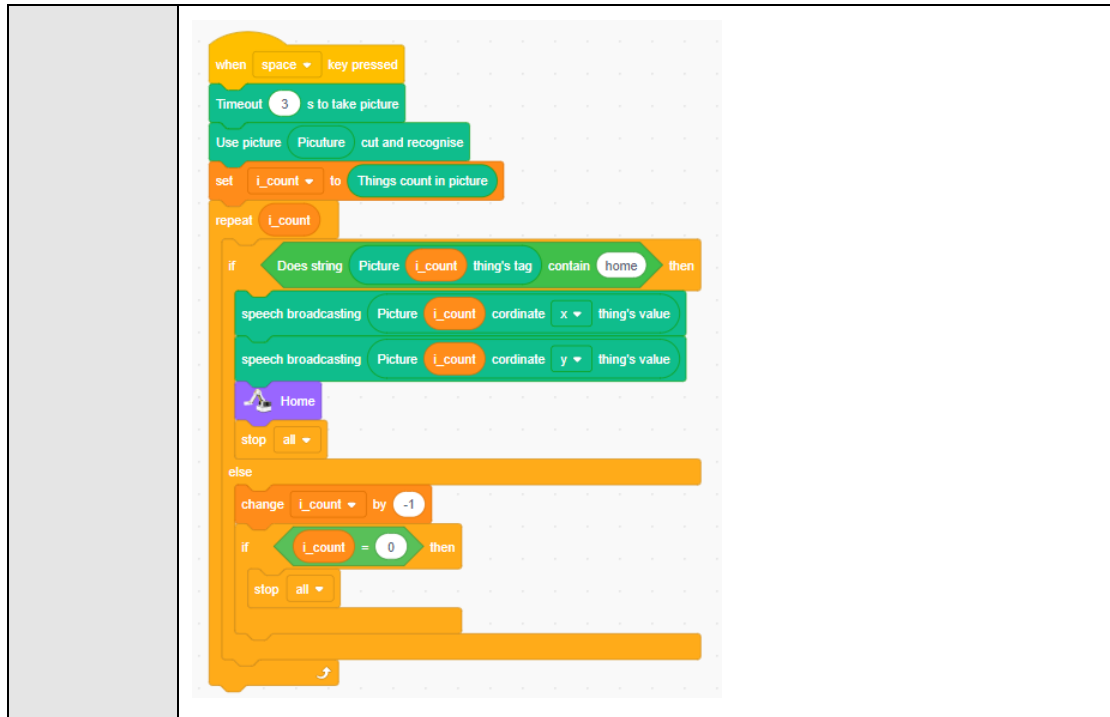 when space key pressed
Timeout 3 s to take picture
Use picture Picuture cut and recognise
set i_count to Things count in picture
repeat i_count
if Does string Picture i_count thing's tag contain home then
speech broadcasting Picture i_count cordinate x thing's value
speech broadcasting Picture i_count cordinate y thing's value
Home
stop all
else
change i_count by -1
if i_count = 0 then
stop all